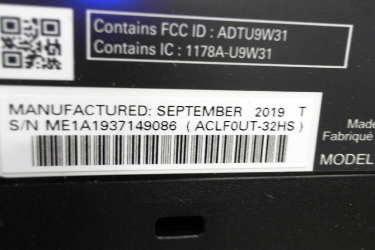 Contains FCC ID : ADTU9W31
Contains IC : 1178A-U9W31
MANUFACTURED: SEPTEMBER 2019 T
S/N ME1A1937149086 ( ACLF0UT-32HS )
Made
Fabriqué
MODEL